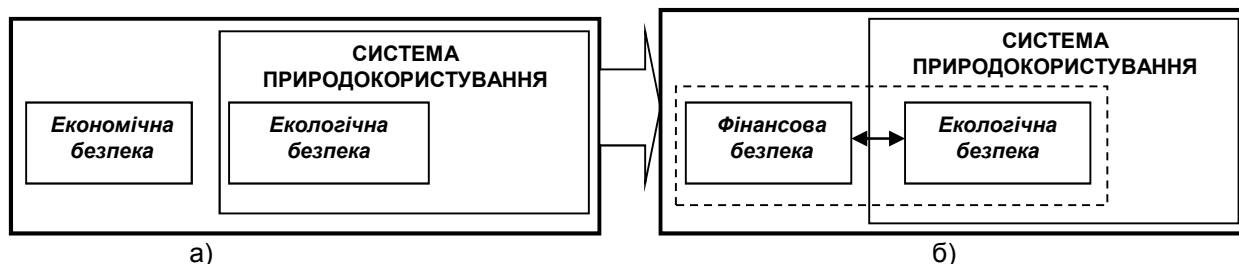 СИСТЕМА
ПРИРОДОКОРИСТУВАННЯ
Економічна
безпека
Екологічна
безпека
а)
СИСТЕМА
ПРИРОДОКОРИСТУВАННЯ
Фінансова
безпека
Екологічна
безпека
б)